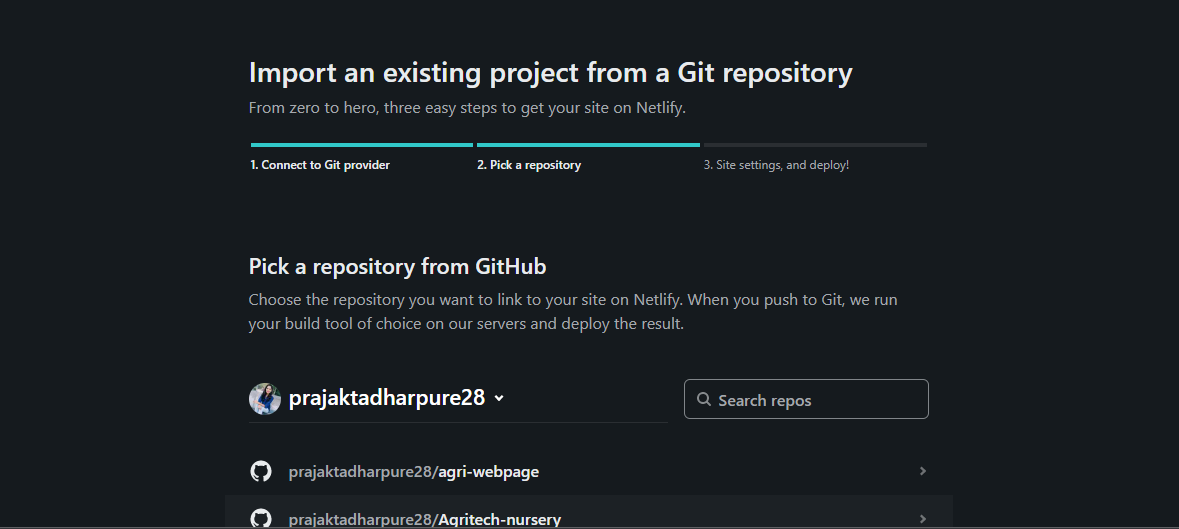 Import an existing project from a Git repository
From zero to hero, three easy steps to get your site on Netlify.
1. Connect to Git provider
2. Pick a repository
3. Site settings, and deploy!
Pick a repository from GitHub
Choose the repository you want to link to your site on Netlify. When you push to Git, we run
your build tool of choice on our servers and deploy the result.
prajaktadharpure28
Search repos
prajaktadharpure28/agri-webpage
prajaktadharpure28/Agritech-nursery